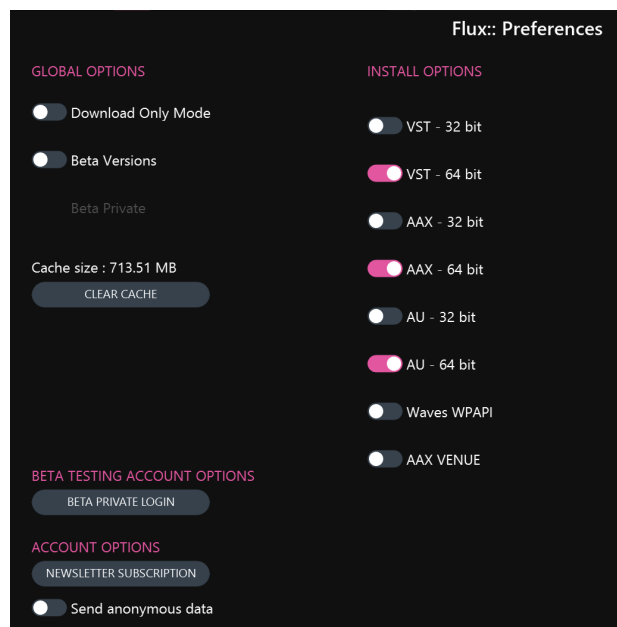 Flux:: Preferences
GLOBAL OPTIONS
Download Only Mode
Beta Versions
Beta Private
Cache size : 713.51 MB
CLEAR CACHE
BETA TESTING ACCOUNT OPTIONS
BETA PRIVATE LOGIN
ACCOUNT OPTIONS
NEWSLETTER SUBSCRIPTION
Send anonymous data
INSTALL OPTIONS
VST - 32 bit
VST - 64 bit
AAX - 32 bit
AAX - 64 bit
AU - 32 bit
AU - 64 bit
Waves WPAPI
AAX VENUE